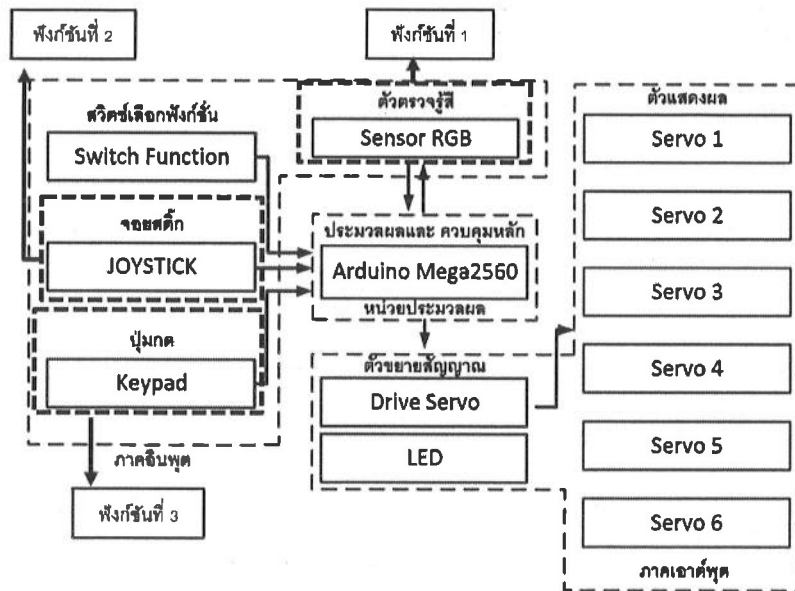 ฟังก์ชันที่ 2
ฟังก์ชันที่ 1
สวิตช์เลือกฟังก์ชั่น
Switch Function
จอยสติ๊ก
JOYSTICK
ปุ่มกด
Keypad
ภาคอินพุต
ฟังก์ชันที่ 3
ตัวตรวจรู้สี
Sensor RGB
ประมวลผลและ ควบคุมหลัก
Arduino Mega2560
หน่วยประมวลผล
ตัวขยายสัญญาณ
Drive Servo
LED
ตัวแสดงผล
Servo 1
Servo 2
Servo 3
Servo 4
Servo 5
Servo 6
ภาคเอาต์พุต